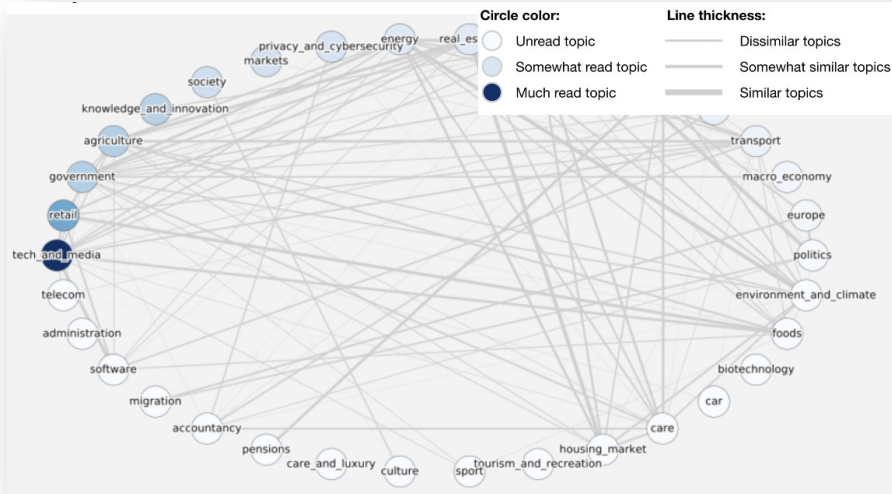 Circle color:
Line thickness:
Unread topic
Dissimilar topics
Somewhat read topic
Somewhat similar topics
Much read topic
Similar topics
energy
real_es
privacy_and_cybersecurity
markets
society
knowledge_and_innovation
agriculture
transport
government
macro_economy
retail
europe
tech_and_media
politics
telecom
environment_and_climate
administration
foods
software
biotechnology
migration
car
accountancy
care
pensions
housing_market
care_and_luxury
tourism_and_recreation
culture
sport